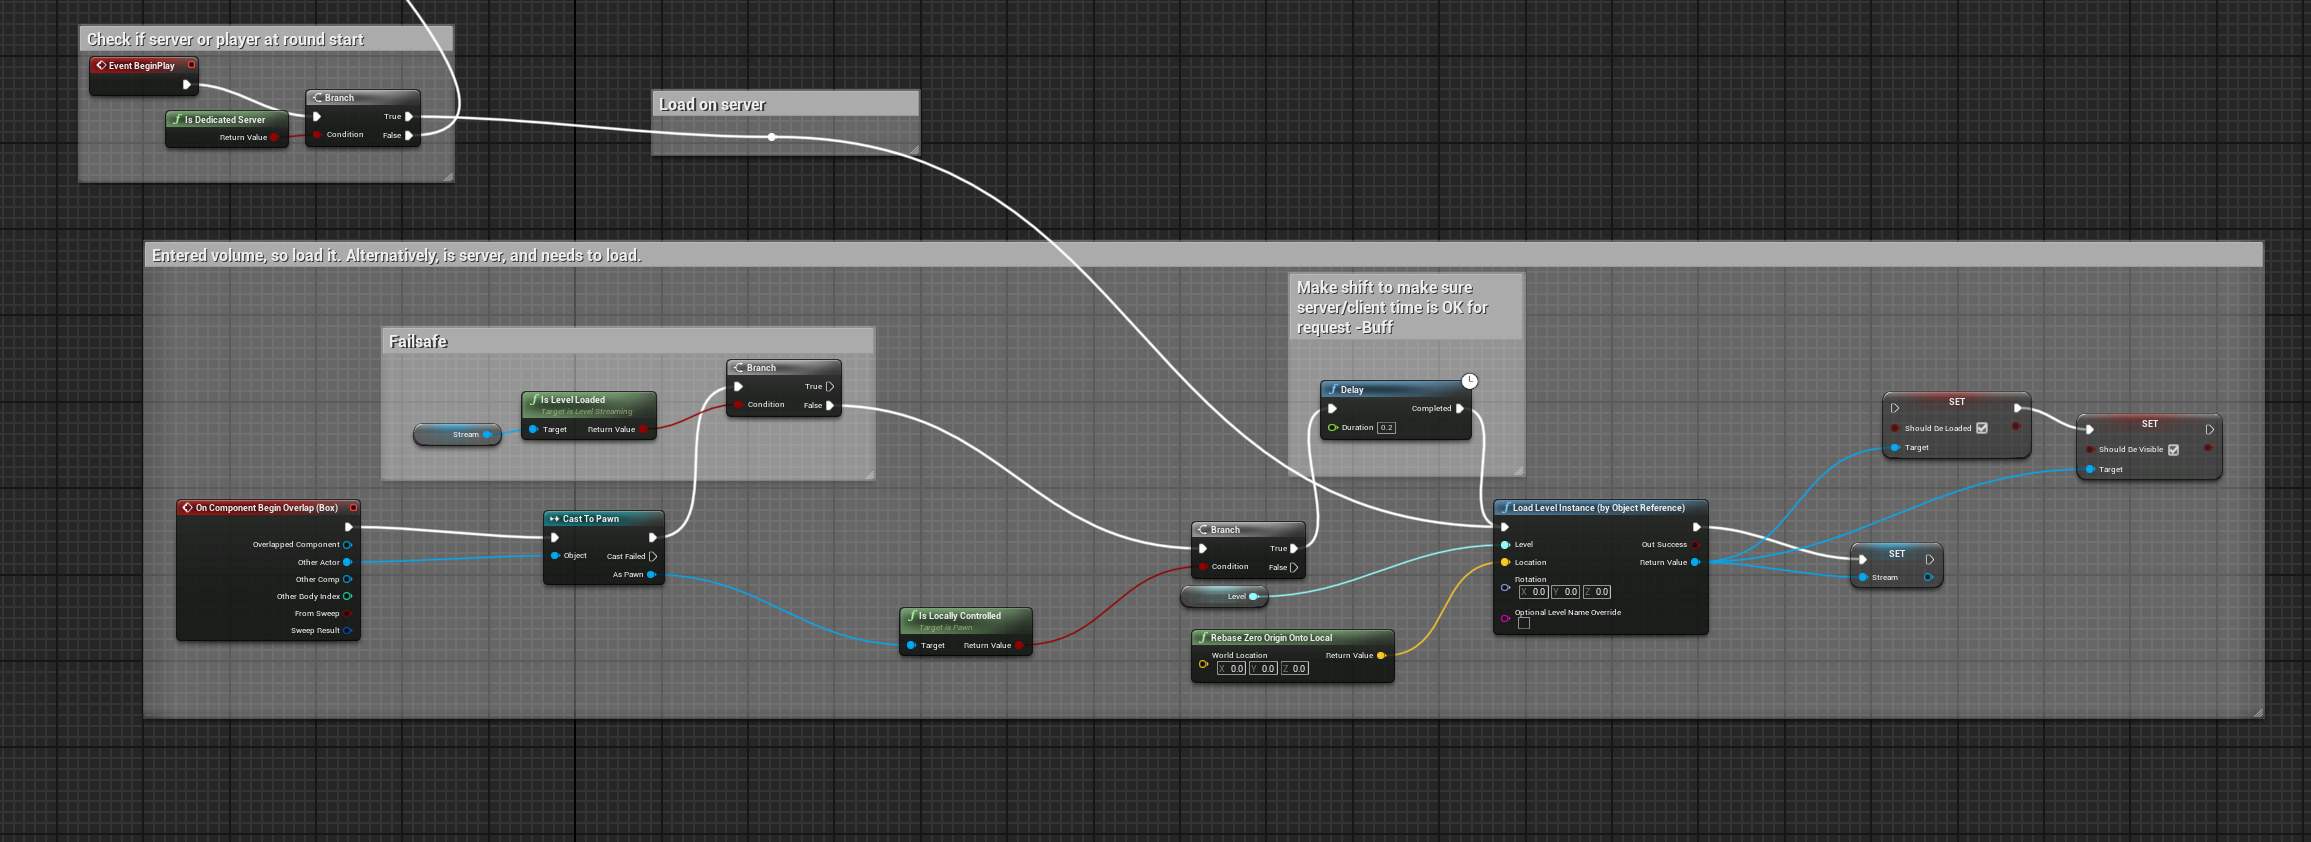 Check if server or player at round start
Event BeginPlay
Branch
Is Dedicated Server
True
Return Value
Condition
False
Load on server
Entered volume, so load it. Alternatively, is server, and needs to load.
Make shift to make sure
server/client time is OK for
request -Buff
Failsafe
Branch
True
Is Level Loaded
Target is Level Streaming
Condition
False
Stream
Target
Return Value
Delay
Completed
Duration
0.2
SET
Should Be Loaded
Target
SET
Should Be Visible
Target
On Component Begin Overlap (Box)
Overlapped Component
Other Actor
Other Comp
Other Body Index
From Sweep
Sweep Result
Cast To Pawn
Object
Cast Failed
As Pawn
Is Locally Controlled
Target is Pawn
Target
Return Value
Branch
True
Condition
False
Level
Rebase Zero Origin Onto Local
World Location
Return Value
X 0.0 Y 0.0 Z 0.0
Load Level Instance (by Object Reference)
Level
Out Success
Location
Return Value
Rotation
X 0.0 Y 0.0 Z 0.0
Optional Level Name Override
SET
Stream